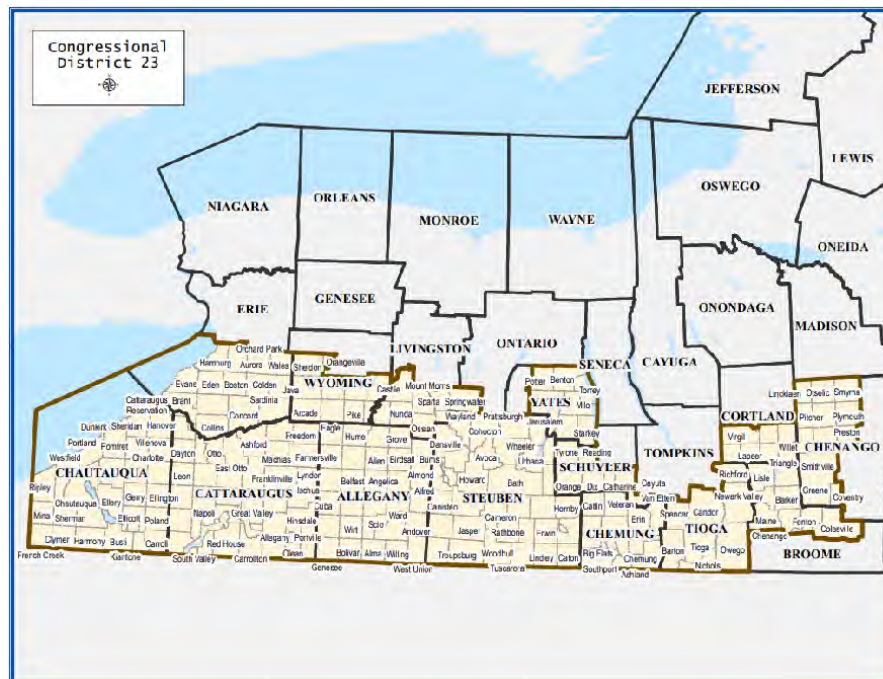 Congressional
District 23
JEFFERSON
LEWIS
OSWEGO
NIAGARA
ORLEANS
MONROE
WAYNE
ONEIDA
ERIE
GENESEE
ONONDAGA
MADISON
LIVINGSTON
ONTARIO
SENECA
CAYUGA
Orchard Park
Hamburg Aurora Wales Sheldon Orangeville
WYOMING
Castile Mount Morris
Potter Benton
Evans Eden Boston Colden Java
Sparta Springwater
YATES
Torrey
Milo
Lincklaen Otselic Smyrna
Cattaraugus
Reservation Brant
Sardinia
Arcade Pike Nunda
Wayland Prattsburgh Jerusalem
CORTLAND
Pitcher Plymouth
Dunkirk Sheridan Hanover
Collins Concord
Freedom Eagle Hume Ossian
Cohocton
Starkey
Virgil
Preston
Portland Pomfret Villenova
Dayton Otto Ashford
Farmersville
Grove
Dansville Wheeler
Tyrone Reading
TOMPKINS
Lapeer Willet
CHENANGO
Westfield Charlotte
East Otto Machias
Allen Birdsall
Avoca Urbana
SCHUYLER
Triangle Smithville
CHAUTAUQUA
Leon
Franklinville Lyndon
Belfast Angelica Almond
Howard Bath
Orange Dix Catharine Cayuta
Richford Lisle
Ripley
CATTARAUGUS
Ischua
ALLEGANY
Alfred
STEUBEN
Van Etten
Newark Valley
Greene Coventry
Chautauqua Ellery Gerry Ellington
Cuba
Hornby Catlin Veteran
Spencer Candor
Barker
Mina Sherman Ellicott Poland
Napoli Great Valley
Hinsdale
Ward
Canisteo
Cameron
Erin
TIOGA
Maine Fenton
Colesville
Red House
Wirt Scio
Andover
Jasper Rathbone
Erwin
CHEMUNG
Chenango
Clymer Harmony Busti Carroll
Allegany Portville
Big Flats
Barton Tioga Owego
BROOME
French Creek
Olean
Bolivar Alma Willing
Troupsburg Woodhull
Lindley Caton
Chemung
Nichols
South Valley Carrollton
Genesee West Union
Tuscarora
Southport
Ashland